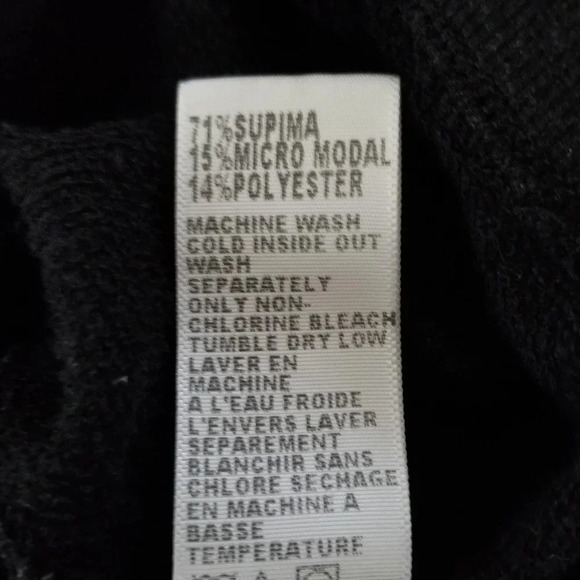 71%SUPIMA
15%MICRO MODAL
14%POLYESTER
MACHINE WASH
COLD INSIDE OUT
WASH
SEPARATELY
ONLY NON-
CHLORINE BLEACH
TUMBLE DRY LOW
LAVER EN
MACHINE
A L'EAU FROIDE
L'ENVERS LAVER
SEPAREMENT
BLANCHIR SANS
CHLORE SECHAGE
EN MACHINE A
BASSE
TEMPERATURE